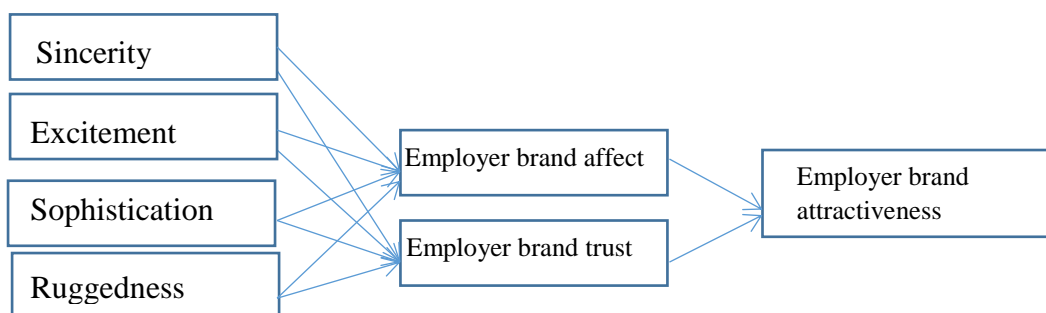 Sincerity
Excitement
Sophistication
Ruggedness
Employer brand affect
Employer brand trust
Employer brand
attractiveness